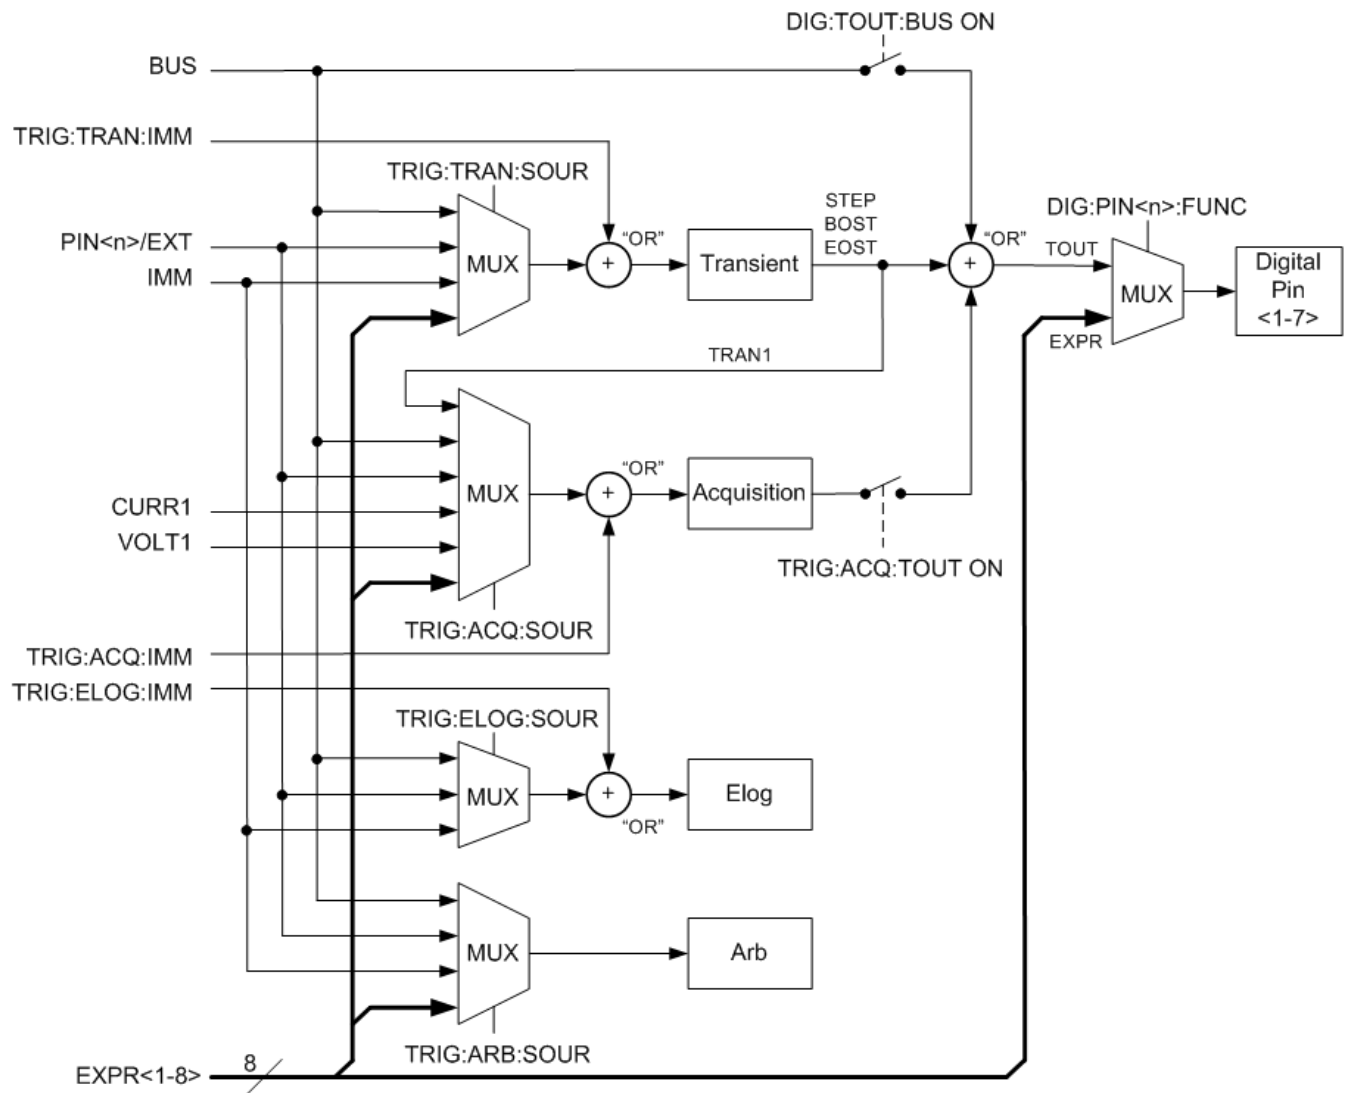 DIG:TOUT:BUS ON
BUS
TRIG:TRAN:IMM
TRIG:TRAN:SOUR
PIN<n>/EXT
IMM
MUX
+
"OR"
Transient
STEP
BOST
EOST
+
"OR"
TOUT
DIG:PIN<n>:FUNC
MUX
EXPR
Digital
Pin
<1-7>
TRAN1
CURR1
VOLT1
MUX
+
"OR"
Acquisition
TRIG:ACQ:TOUT ON
TRIG:ACQ:SOUR
TRIG:ACQ:IMM
TRIG:ELOG:IMM
TRIG:ELOG:SOUR
MUX
+
"OR"
Elog
MUX
Arb
TRIG:ARB:SOUR
EXPR<1-8>
8